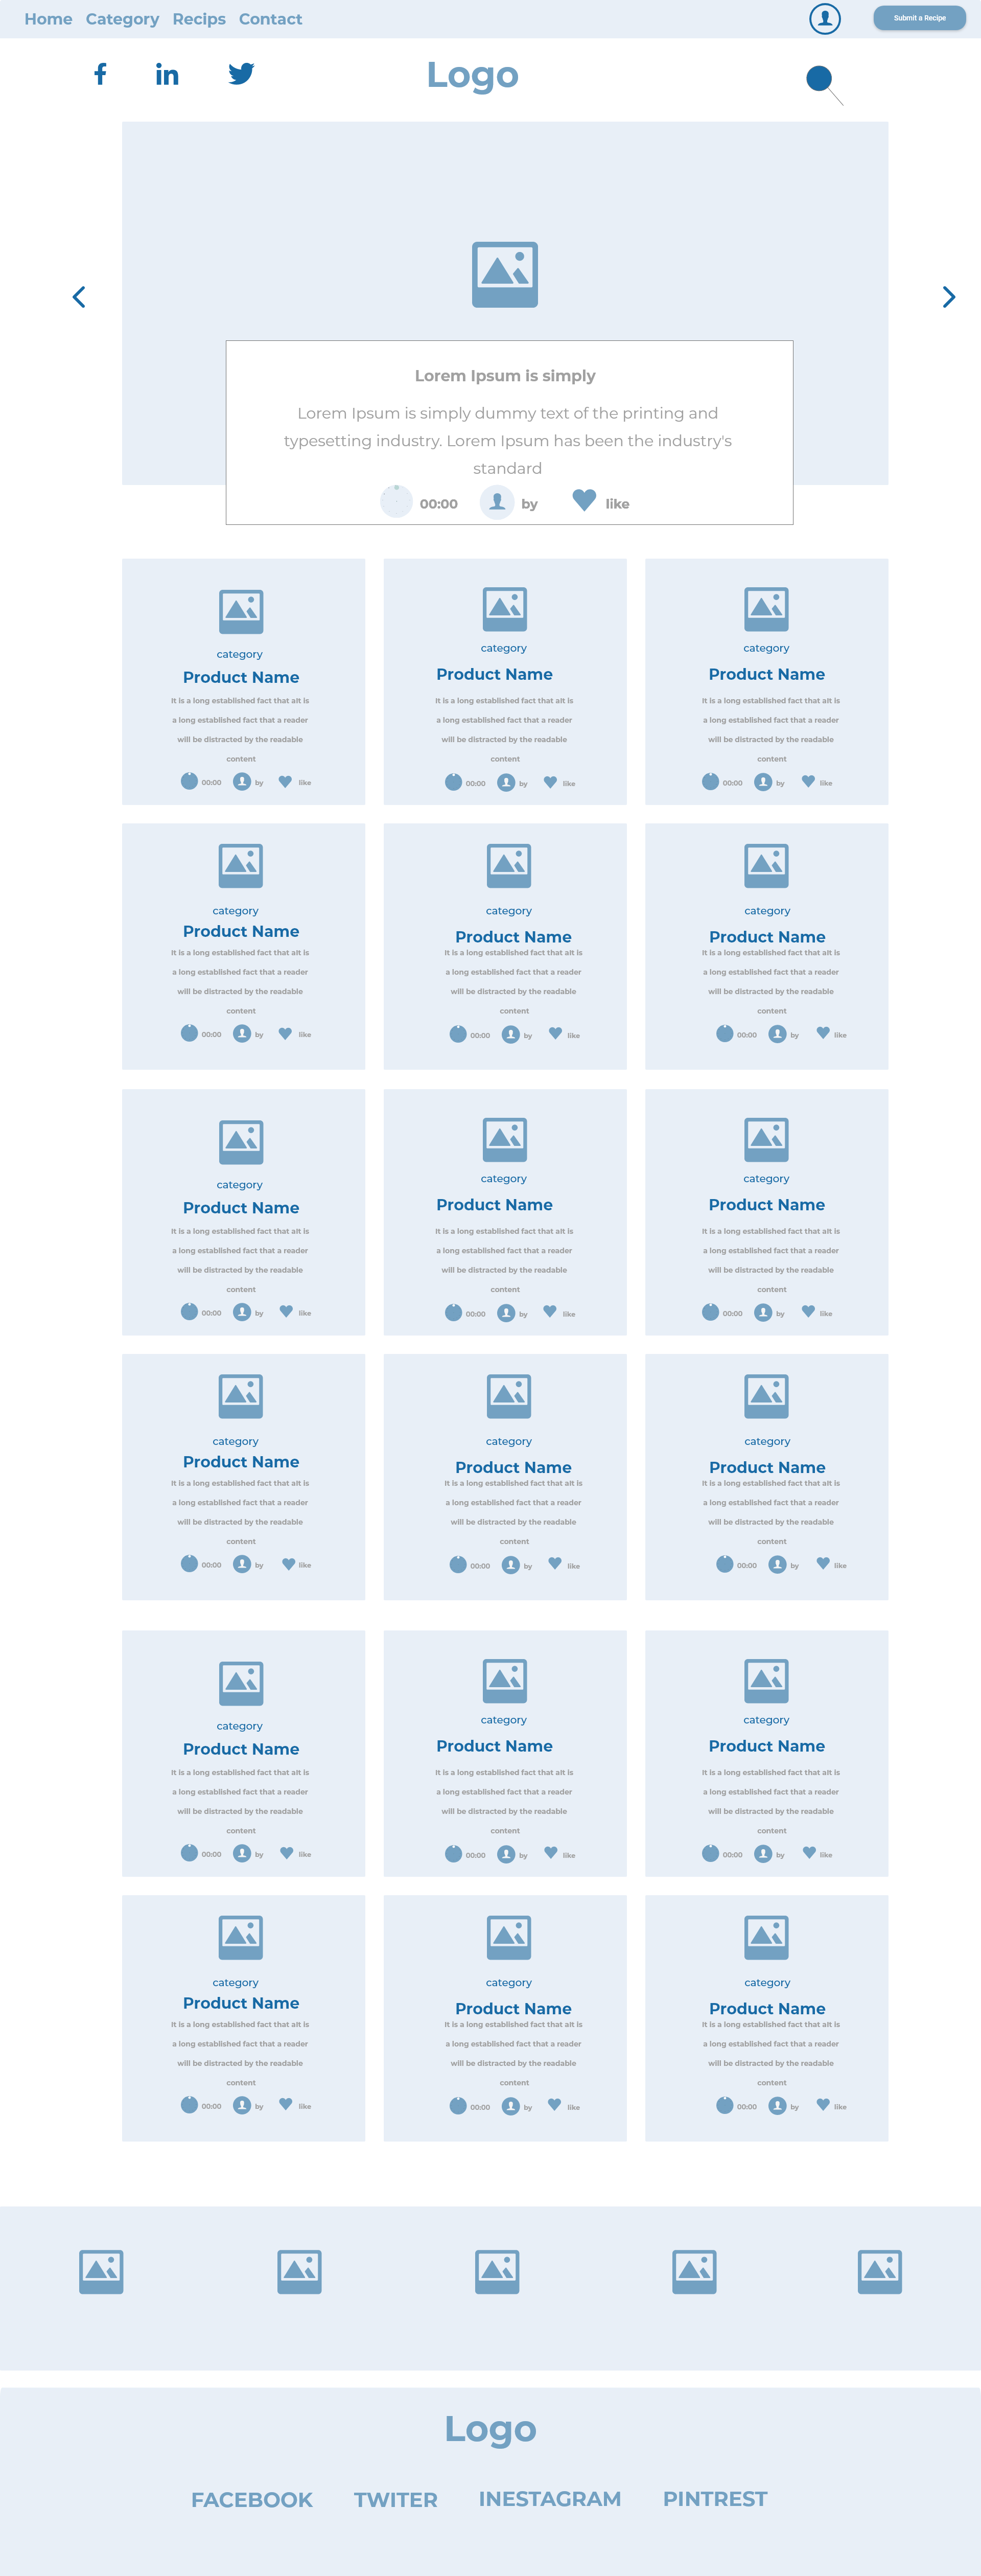 Home Category Recips Contact
Submit a Recipe
Logo
Lorem Ipsum is simply
Lorem Ipsum is simply dummy text of the printing and
typesetting industry. Lorem Ipsum has been the industry's
standard
00:00 by like
category
Product Name
It is a long established fact that alt is
a long established fact that a reader
will be distracted by the readable
content
00:00 by like
category
Product Name
It is a long established fact that alt is
a long established fact that a reader
will be distracted by the readable
content
00:00 by like
category
Product Name
It is a long established fact that alt is
a long established fact that a reader
will be distracted by the readable
content
00:00 by like
category
Product Name
It is a long established fact that alt is
a long established fact that a reader
will be distracted by the readable
content
00:00 by like
category
Product Name
It is a long established fact that alt is
a long established fact that a reader
will be distracted by the readable
content
00:00 by like
category
Product Name
It is a long established fact that alt is
a long established fact that a reader
will be distracted by the readable
content
00:00 by like
category
Product Name
It is a long established fact that alt is
a long established fact that a reader
will be distracted by the readable
content
00:00 by like
category
Product Name
It is a long established fact that alt is
a long established fact that a reader
will be distracted by the readable
content
00:00 by like
category
Product Name
It is a long established fact that alt is
a long established fact that a reader
will be distracted by the readable
content
00:00 by like
category
Product Name
It is a long established fact that alt is
a long established fact that a reader
will be distracted by the readable
content
00:00 by like
category
Product Name
It is a long established fact that alt is
a long established fact that a reader
will be distracted by the readable
content
00:00 by like
category
Product Name
It is a long established fact that alt is
a long established fact that a reader
will be distracted by the readable
content
00:00 by like
category
Product Name
It is a long established fact that alt is
a long established fact that a reader
will be distracted by the readable
content
00:00 by like
category
Product Name
It is a long established fact that alt is
a long established fact that a reader
will be distracted by the readable
content
00:00 by like
category
Product Name
It is a long established fact that alt is
a long established fact that a reader
will be distracted by the readable
content
00:00 by like
category
Product Name
It is a long established fact that alt is
a long established fact that a reader
will be distracted by the readable
content
00:00 by like
category
Product Name
It is a long established fact that alt is
a long established fact that a reader
will be distracted by the readable
content
00:00 by like
category
Product Name
It is a long established fact that alt is
a long established fact that a reader
will be distracted by the readable
content
00:00 by like
Logo
FACEBOOK TWITER INESTAGRAM PINTREST